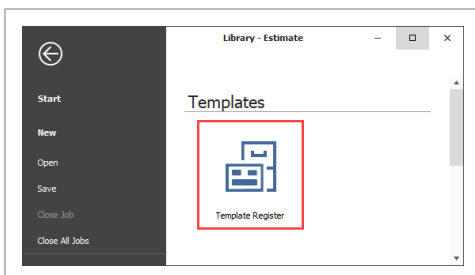 Library - Estimate
Start
New
Open
Save
Close Job
Close All Jobs
Templates
Template Register